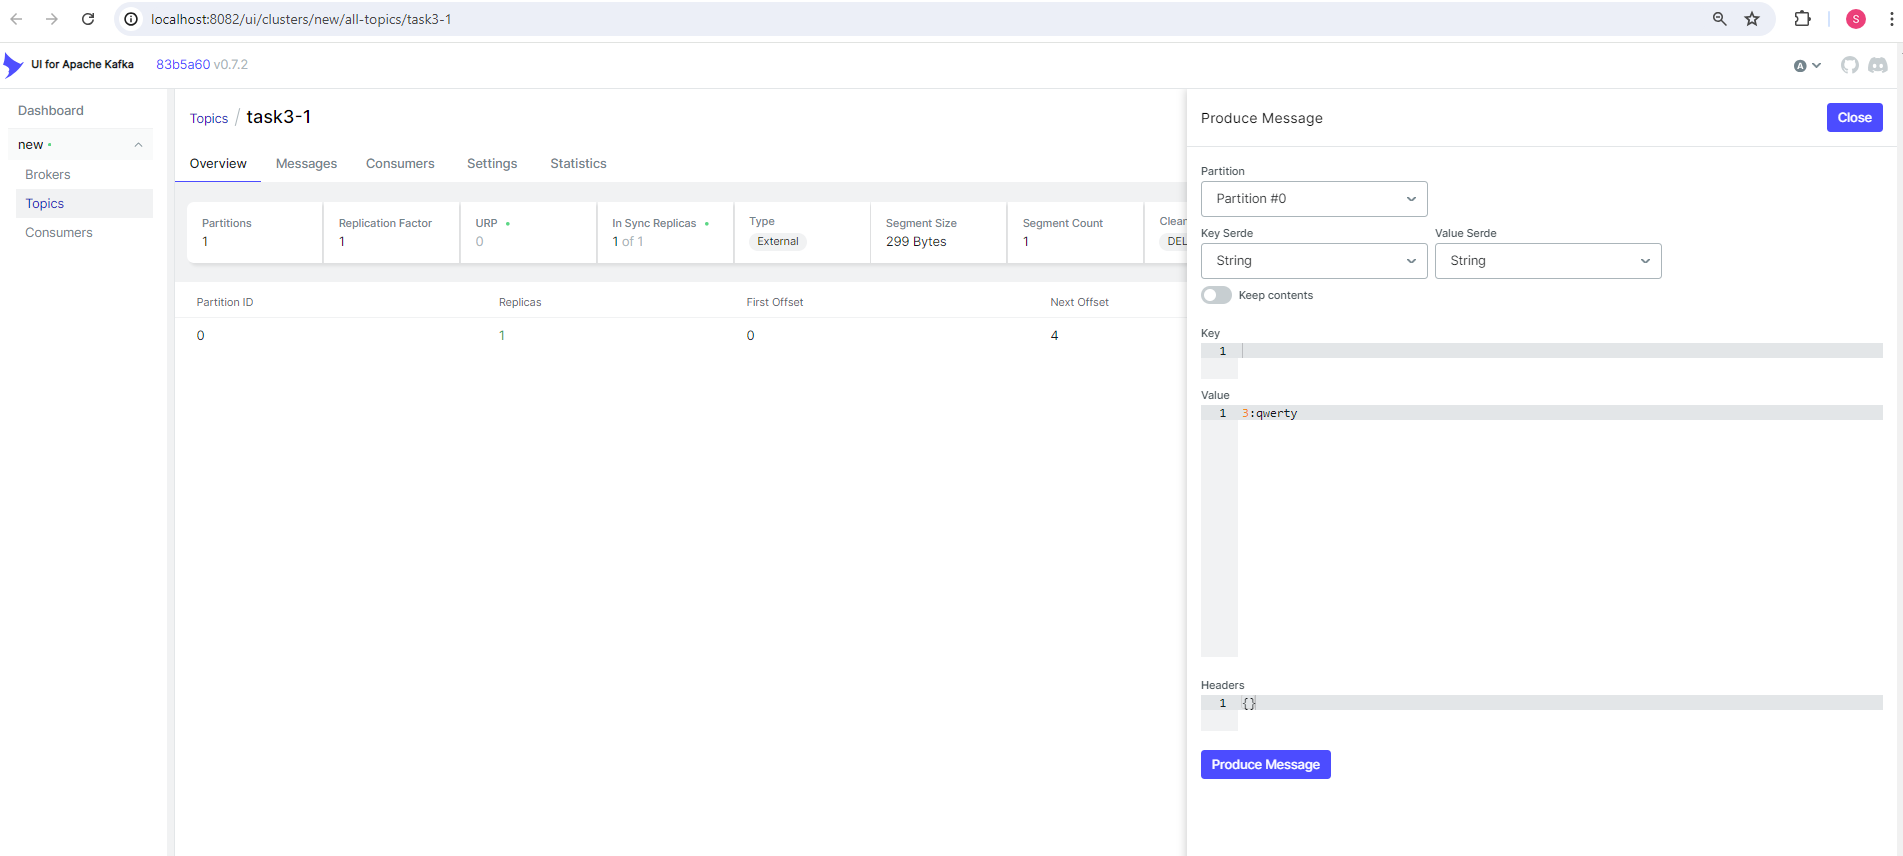 localhost:8082/ui/clusters/new/all-topics/task3-1
S
UI for Apache Kafka 83b5a60 v0.7.2
A
Dashboard
new
Brokers
Topics
Consumers
Topics / task3-1
Overview Messages Consumers Settings Statistics
Partitions Replication Factor URP In Sync Replicas Type Segment Size Segment Count Clean
1 1 0 1 of 1 External 299 Bytes 1 DEL
Partition ID Replicas First Offset Next Offset
0 1 0 4
Produce Message Close
Partition
Partition #0
Key Serde Value Serde
String String
Keep contents
Key
1
Value
1 3:qwerty
Headers
1 {}
Produce Message